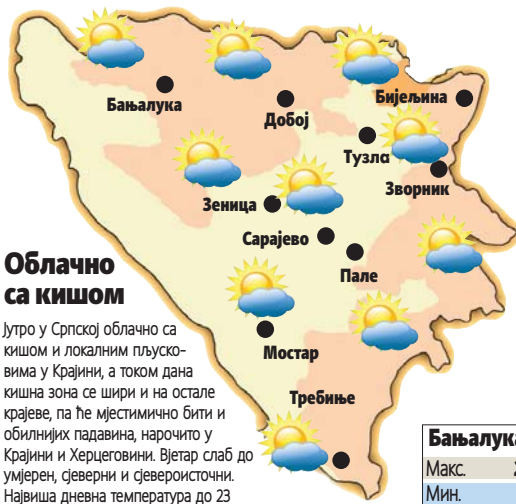 Бањалука
Добој
Бијељина
Тузла
Зворник
Зеница
Сарајево
Пале
Мостар
Требиње
Облачно
са кишом
Јутро у Српској облачно са
кишом и локалним пљуско-
вима у Крајини, а током дана
кишна зона се шири и на остале
крајеве, па ће мјестимично бити и
обилнијих падавина, нарочито у
Крајини и Херцеговини. Вјетар слаб до
умјерен, сјеверни и сјевероисточни.
Највиша дневна температура до 23
Бањалука
Макс.
Мин.